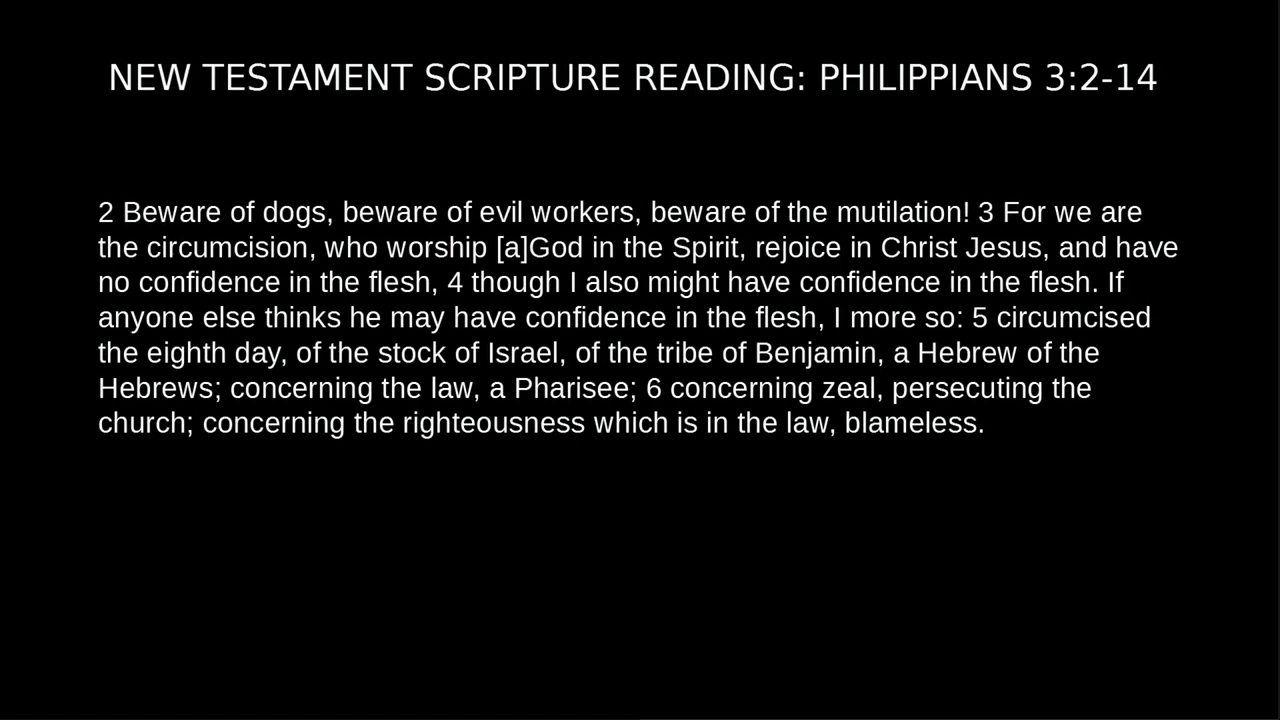 NEW TESTAMENT SCRIPTURE READING: PHILIPPIANS 3:2-14
2 Beware of dogs, beware of evil workers, beware of the mutilation! 3 For we are
the circumcision, who worship [a]God in the Spirit, rejoice in Christ Jesus, and have
no confidence in the flesh, 4 though I also might have confidence in the flesh. If
anyone else thinks he may have confidence in the flesh, I more so: 5 circumcised
the eighth day, of the stock of Israel, of the tribe of Benjamin, a Hebrew of the
Hebrews; concerning the law, a Pharisee; 6 concerning zeal, persecuting the
church; concerning the righteousness which is in the law, blameless.